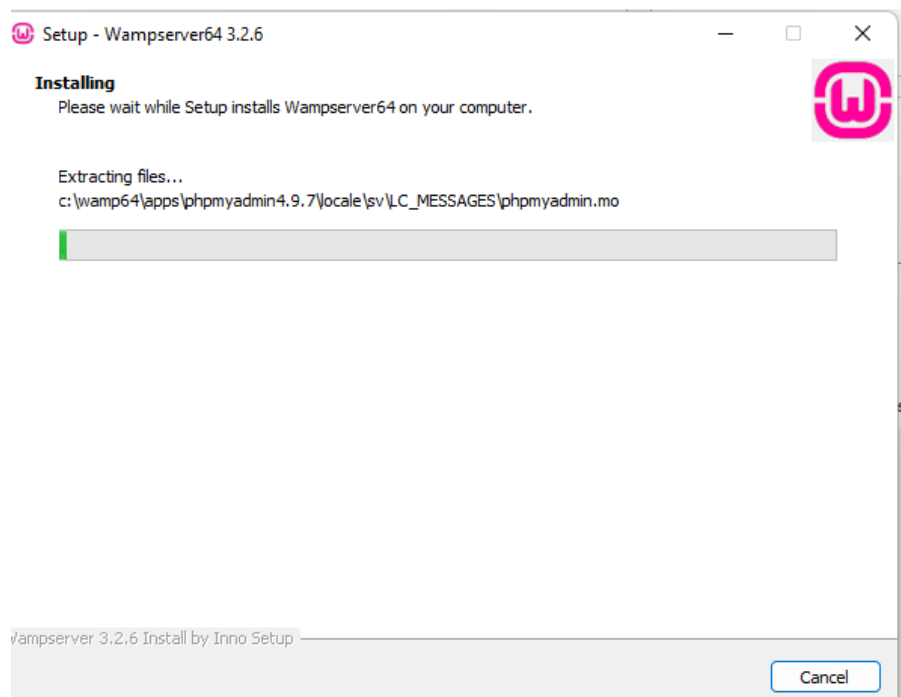 Setup - Wampserver64 3.2.6
Installing
Please wait while Setup installs Wampserver64 on your computer.
Extracting files...
c:\wamp64\apps\phpmyadmin4.9.7\locale\sv\LC_MESSAGES\phpmyadmin.mo
Wampserver 3.2.6 Install by Inno Setup
Cancel